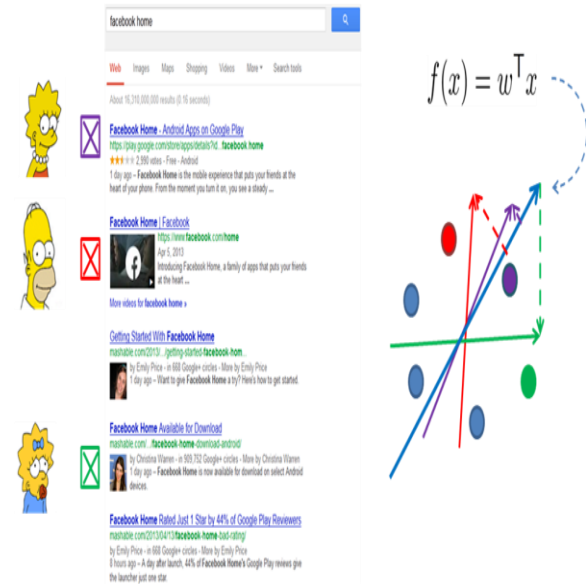 facebook home
Web Images Maps Shopping Videos More Search tools
About 16,310,000,000 results (0.16 seconds)
Facebook Home - Android Apps on Google Play
https://play.google.com/store/apps/details?id...facebook.home
2,990 votes - Free - Android
1 day ago - Facebook Home is the mobile experience that puts your friends at the
heart of your phone. From the moment you turn it on, you see a steady ...
Facebook Home | Facebook
https://www.facebook.com/home
Apr 5, 2013
Introducing Facebook Home, a family of apps that puts your friends
at the heart ...
More videos for facebook home »
Getting Started With Facebook Home
mashable.com/2013/.../getting-started-facebook-hom...
by Emily Price - in 668 Google+ circles - More by Emily Price
1 day ago - Want to give Facebook Home a try? Here's how to get started.
Facebook Home Available for Download
mashable.com/.../facebook-home-download-android/
by Christina Warren - in 909,752 Google+ circles - More by Christina Warren
1 day ago - Facebook Home is now available for download on select Android
devices.
Facebook Home Rated Just 1 Star by 44% of Google Play Reviewers
mashable.com/2013/04/13/facebook-home-bad-rating/
by Emily Price - in 668 Google+ circles - More by Emily Price
8 hours ago - A day after launch, 44% of Facebook Home's Google Play reviews give
the launcher just one star.
f(x) = w^T x